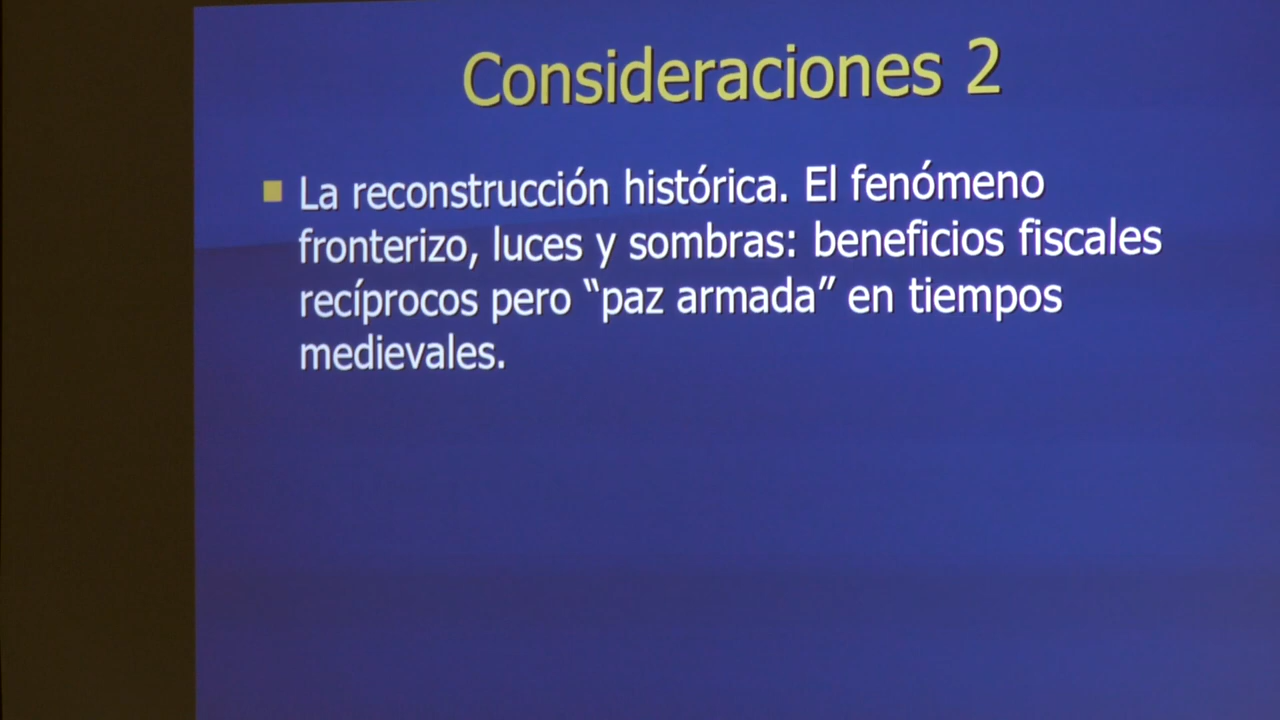 Consideraciones 2
La reconstrucción histórica. El fenómeno
fronterizo, luces y sombras: beneficios fiscales
recíprocos pero “paz armada” en tiempos
medievales.